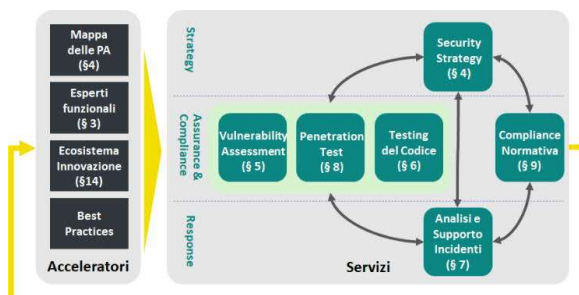 Mappa
delle PA
(§4)
Esperti
funzionali
(§ 3)
Ecosistema
Innovazione
(§14)
Best
Practices
Acceleratori
Strategy
Security
Strategy
(§ 4)
Assurance &
Compliance
Vulnerability
Assessment
(§ 5)
Penetration
Test
(§ 8)
Testing
del Codice
(§ 6)
Compliance
Normativa
(§ 9)
Response
Analisi e
Supporto
Incidenti
(§ 7)
Servizi